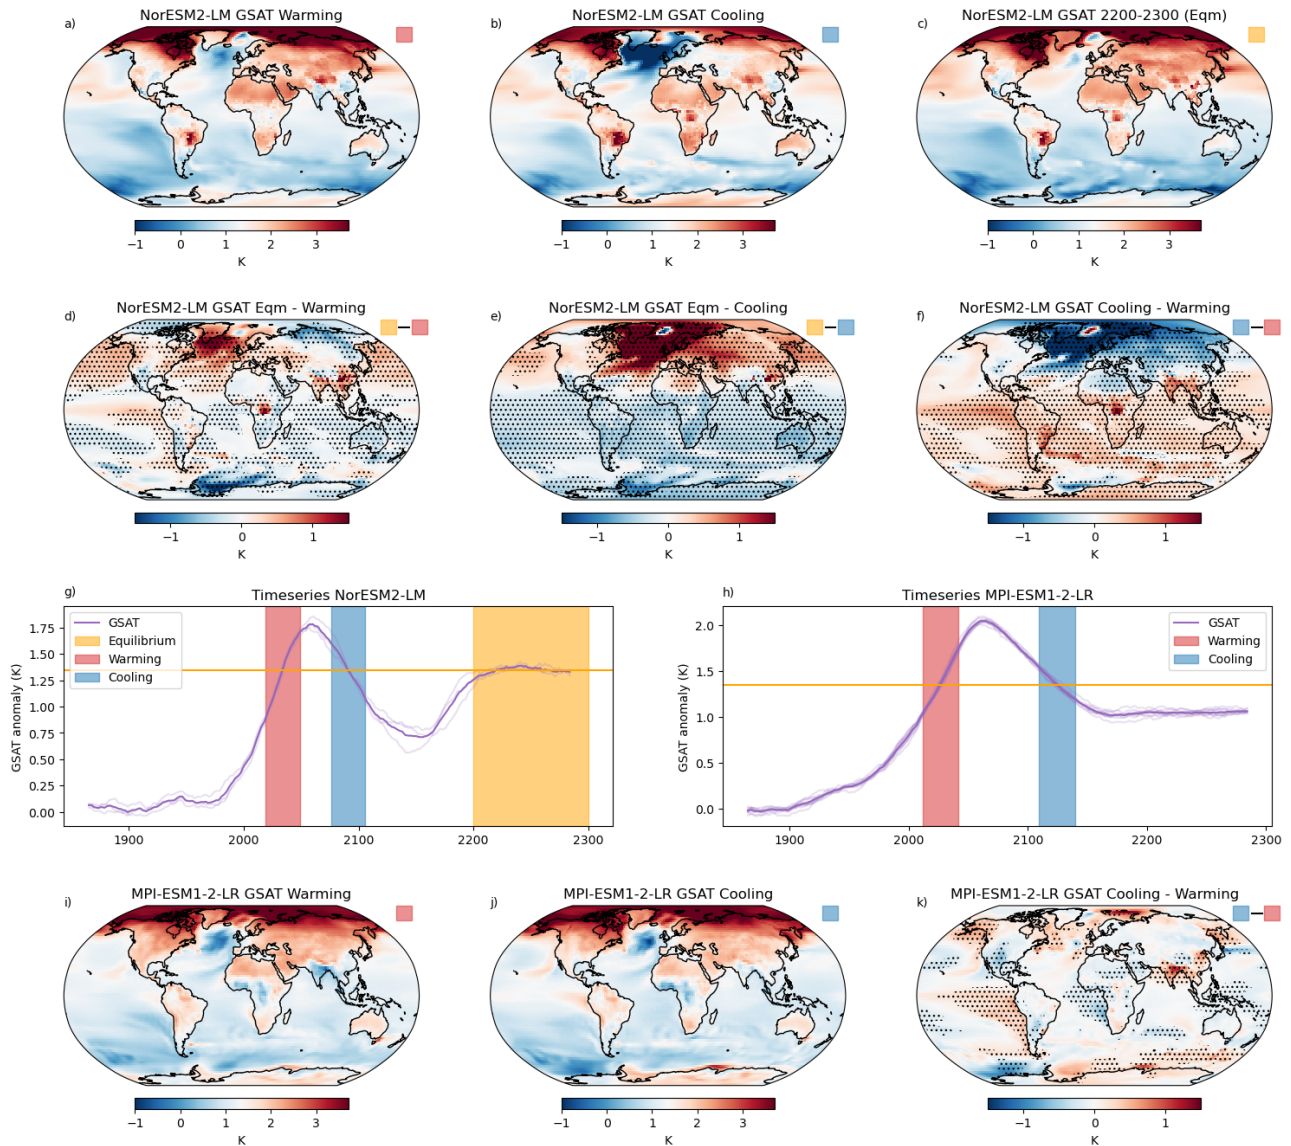 a) NorESM2-LM GSAT Warming
b) NorESM2-LM GSAT Cooling
c) NorESM2-LM GSAT 2200-2300 (Eqm)
−1 0 1 2 3
K
−1 0 1 2 3
K
−1 0 1 2 3
K
d) NorESM2-LM GSAT Eqm - Warming
e) NorESM2-LM GSAT Eqm - Cooling
f) NorESM2-LM GSAT Cooling - Warming
−1 0 1
K
−1 0 1
K
−1 0 1
K
g) Timeseries NorESM2-LM
GSAT anomaly (K)
1.75
1.50
1.25
1.00
0.75
0.50
0.25
0.00
GSAT
Equilibrium
Warming
Cooling
1900 2000 2100 2200 2300
h) Timeseries MPI-ESM1-2-LR
GSAT anomaly (K)
2.0
1.5
1.0
0.5
0.0
GSAT
Warming
Cooling
1900 2000 2100 2200 2300
i) MPI-ESM1-2-LR GSAT Warming
j) MPI-ESM1-2-LR GSAT Cooling
k) MPI-ESM1-2-LR GSAT Cooling - Warming
−1 0 1 2 3
K
−1 0 1 2 3
K
−1 0 1
K